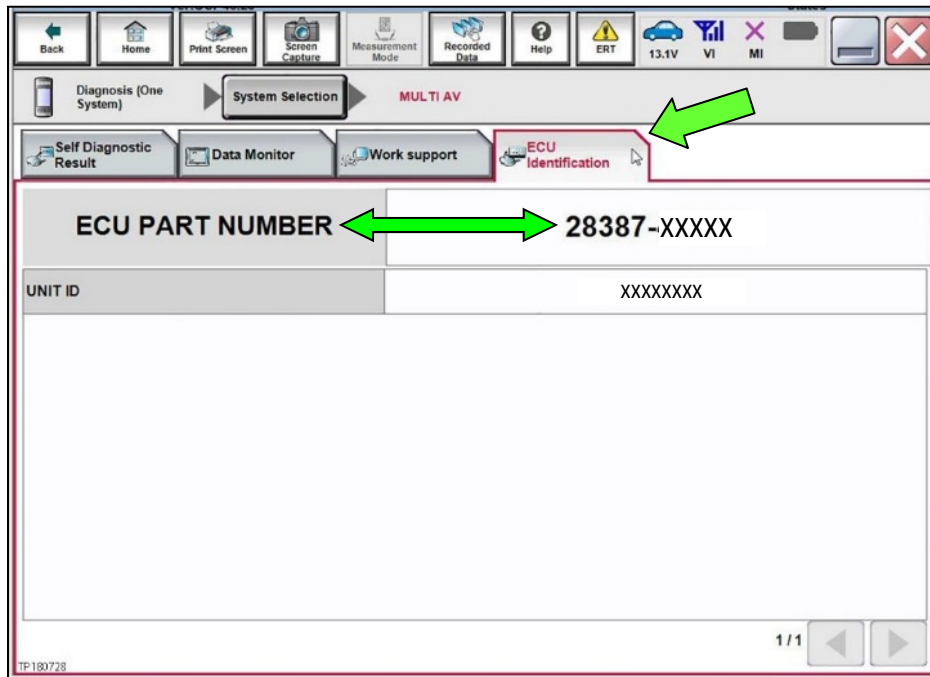 Back
Home
Print Screen
Screen
Capture
Measurement
Mode
Recorded
Data
Help
ERT
13.1V
VI
MI
Diagnosis (One
System)
System Selection
MULTI AV
Self Diagnostic
Result
Data Monitor
Work support
ECU
Identification
ECU PART NUMBER
28387-XXXXX
UNIT ID
XXXXXXXX
1/1
TP180728